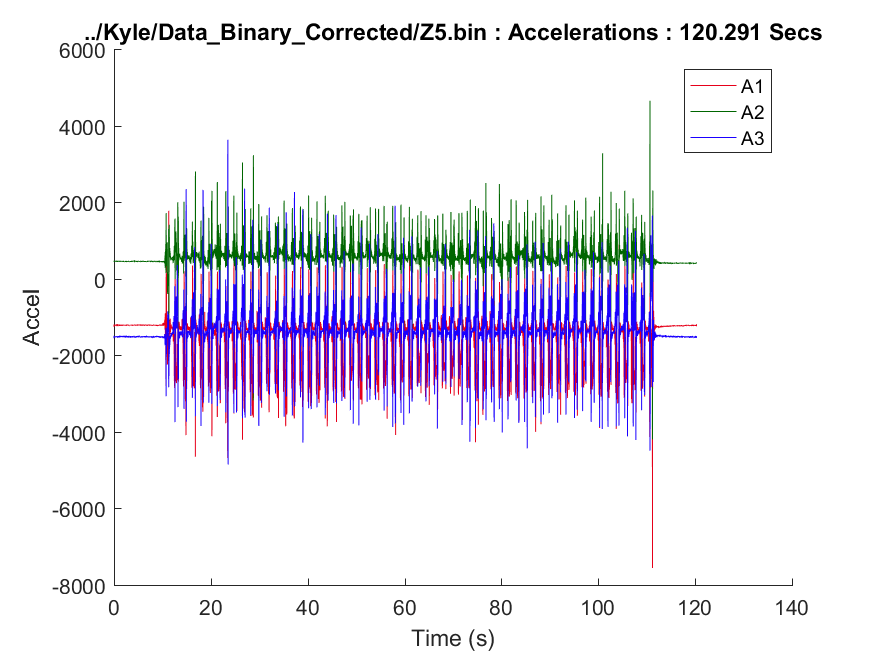 ../Kyle/Data_Binary_Corrected/Z5.bin : Accelerations : 120.291 Secs
6000
4000
2000
0
-2000
-4000
-6000
-8000
Accel
A1
A2
A3
0 20 40 60 80 100 120 140
Time (s)